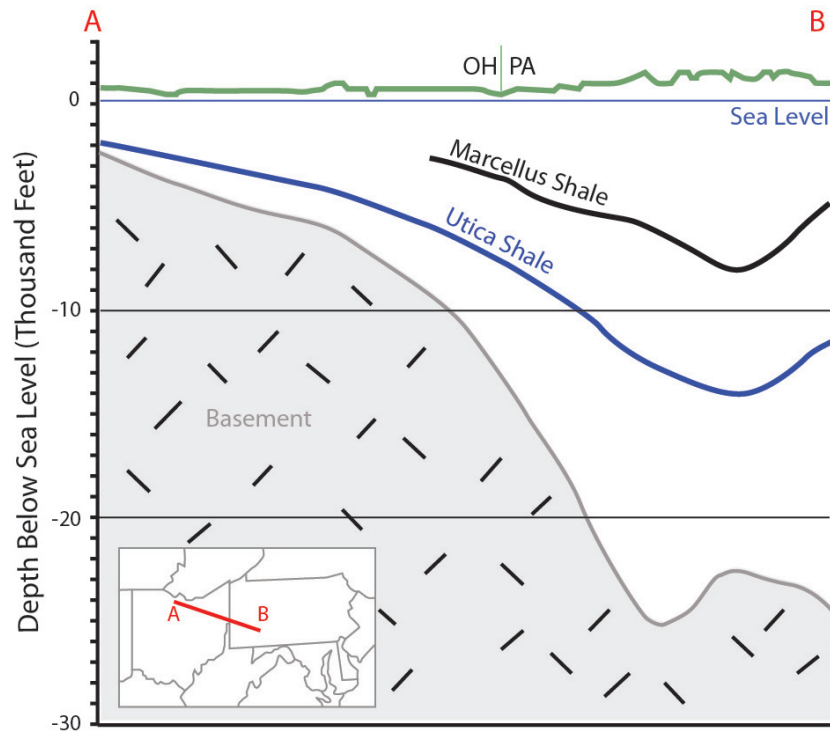 A
B
OH PA
0
Sea Level
Marcellus Shale
Utica Shale
-10
Basement
-20
A
B
-30
Depth Below Sea Level (Thousand Feet)